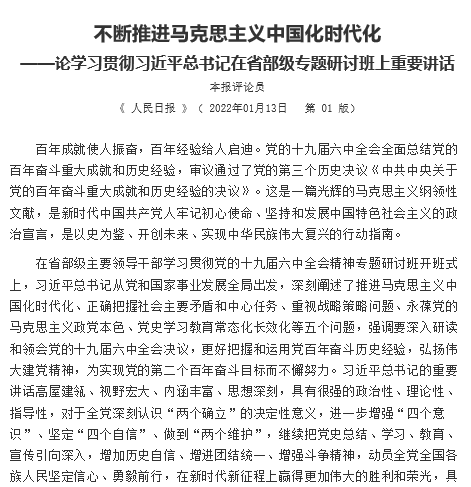 不断推进马克思主义中国化时代化
——论学习贯彻习近平总书记在省部级专题研讨班上重要讲话
本报评论员
《 人民日报 》（ 2022年01月13日　 第 01 版）
百年成就使人振奋，百年经验给人启迪。党的十九届六中全会全面总结党的
百年奋斗重大成就和历史经验，审议通过了党的第三个历史决议《中共中央关于
党的百年奋斗重大成就和历史经验的决议》。这是一篇光辉的马克思主义纲领性
文献，是新时代中国共产党人牢记初心使命、坚持和发展中国特色社会主义的政
治宣言，是以史为鉴、开创未来、实现中华民族伟大复兴的行动指南。
在省部级主要领导干部学习贯彻党的十九届六中全会精神专题研讨班开班式
上，习近平总书记从党和国家事业发展全局出发，深刻阐述了推进马克思主义中
国化时代化、正确把握社会主要矛盾和中心任务、重视战略策略问题、永葆党的
马克思主义政党本色、党史学习教育常态化长效化等五个问题，强调要深入研读
和领会党的十九届六中全会决议，更好把握和运用党百年奋斗历史经验，弘扬伟
大建党精神，为实现党的第二个百年奋斗目标而不懈努力。习近平总书记的重要
讲话高屋建瓴、视野宏大、内涵丰富、思想深刻，具有很强的政治性、理论性、
指导性，对于全党深刻认识“两个确立”的决定性意义，进一步增强“四个意
识”、坚定“四个自信”、做到“两个维护”，继续把党史总结、学习、教育、
宣传引向深入，增加历史自信、增进团结统一、增强斗争精神，动员全党全国各
族人民坚定信心、勇毅前行，在新时代新征程上赢得更加伟大的胜利和荣光，具